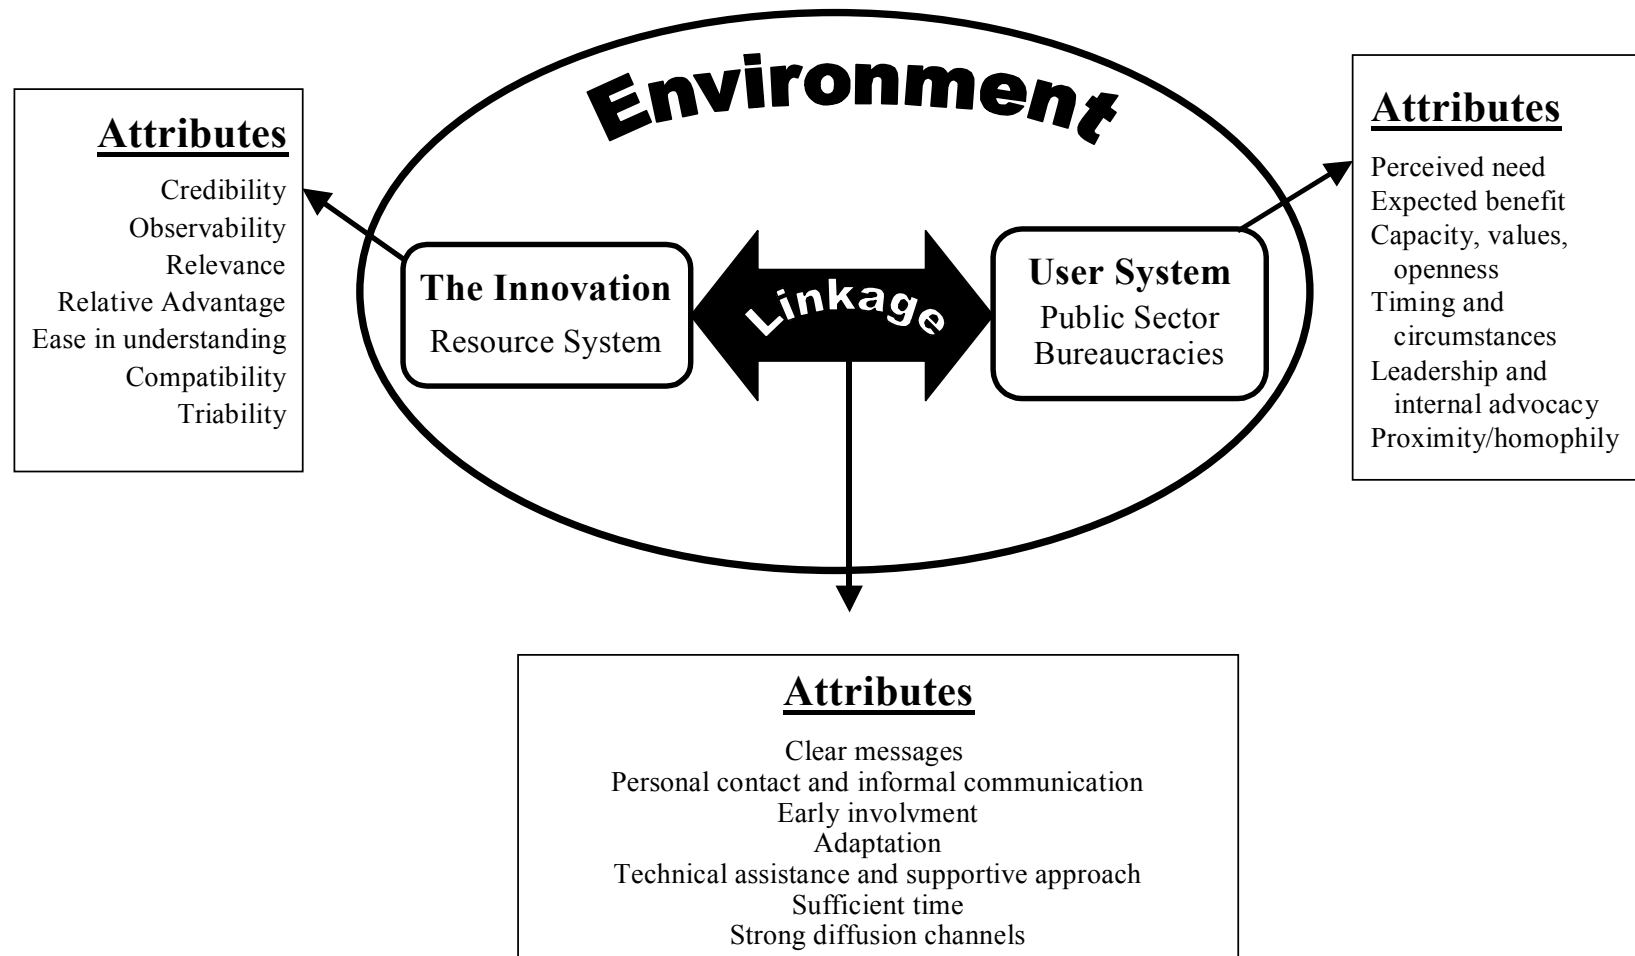 Environment
Attributes
Credibility
Observability
Relevance
Relative Advantage
Ease in understanding
Compatibility
Triability
The Innovation
Resource System
Linkage
User System
Public Sector
Bureaucracies
Attributes
Perceived need
Expected benefit
Capacity, values,
openness
Timing and
circumstances
Leadership and
internal advocacy
Proximity/homophily
Attributes
Clear messages
Personal contact and informal communication
Early involvment
Adaptation
Technical assistance and supportive approach
Sufficient time
Strong diffusion channels